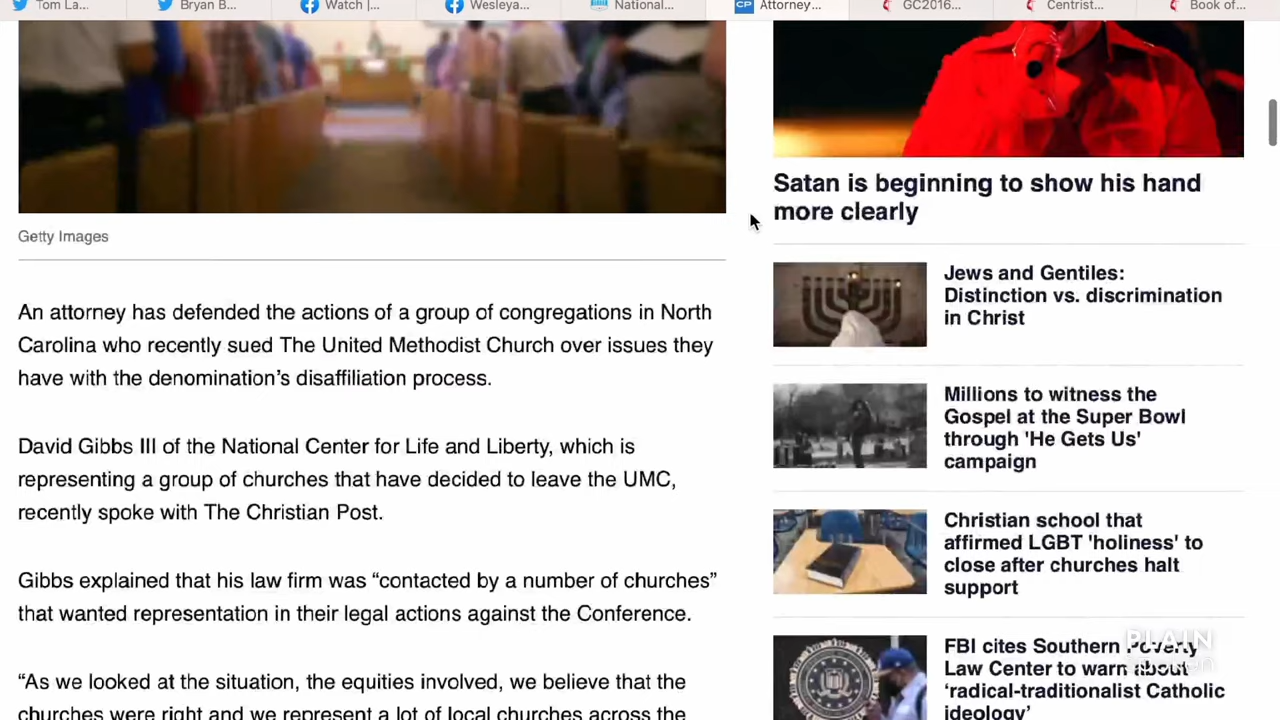 Tom La...
Bryan B...
Watch |...
Wesleya...
National...
CP Attorney...
GC2016...
Centrist...
Book of...
Getty Images
An attorney has defended the actions of a group of congregations in North
Carolina who recently sued The United Methodist Church over issues they
have with the denomination’s disaffiliation process.
David Gibbs III of the National Center for Life and Liberty, which is
representing a group of churches that have decided to leave the UMC,
recently spoke with The Christian Post.
Gibbs explained that his law firm was “contacted by a number of churches”
that wanted representation in their legal actions against the Conference.
“As we looked at the situation, the equities involved, we believe that the
churches were right and we represent a lot of local churches across the
Satan is beginning to show his hand
more clearly
Jews and Gentiles:
Distinction vs. discrimination
in Christ
Millions to witness the
Gospel at the Super Bowl
through 'He Gets Us'
campaign
Christian school that
affirmed LGBT 'holiness' to
close after churches halt
support
FBI cites Southern Poverty
Law Center to warn about
‘radical-traditionalist Catholic
ideology’
PLAIN